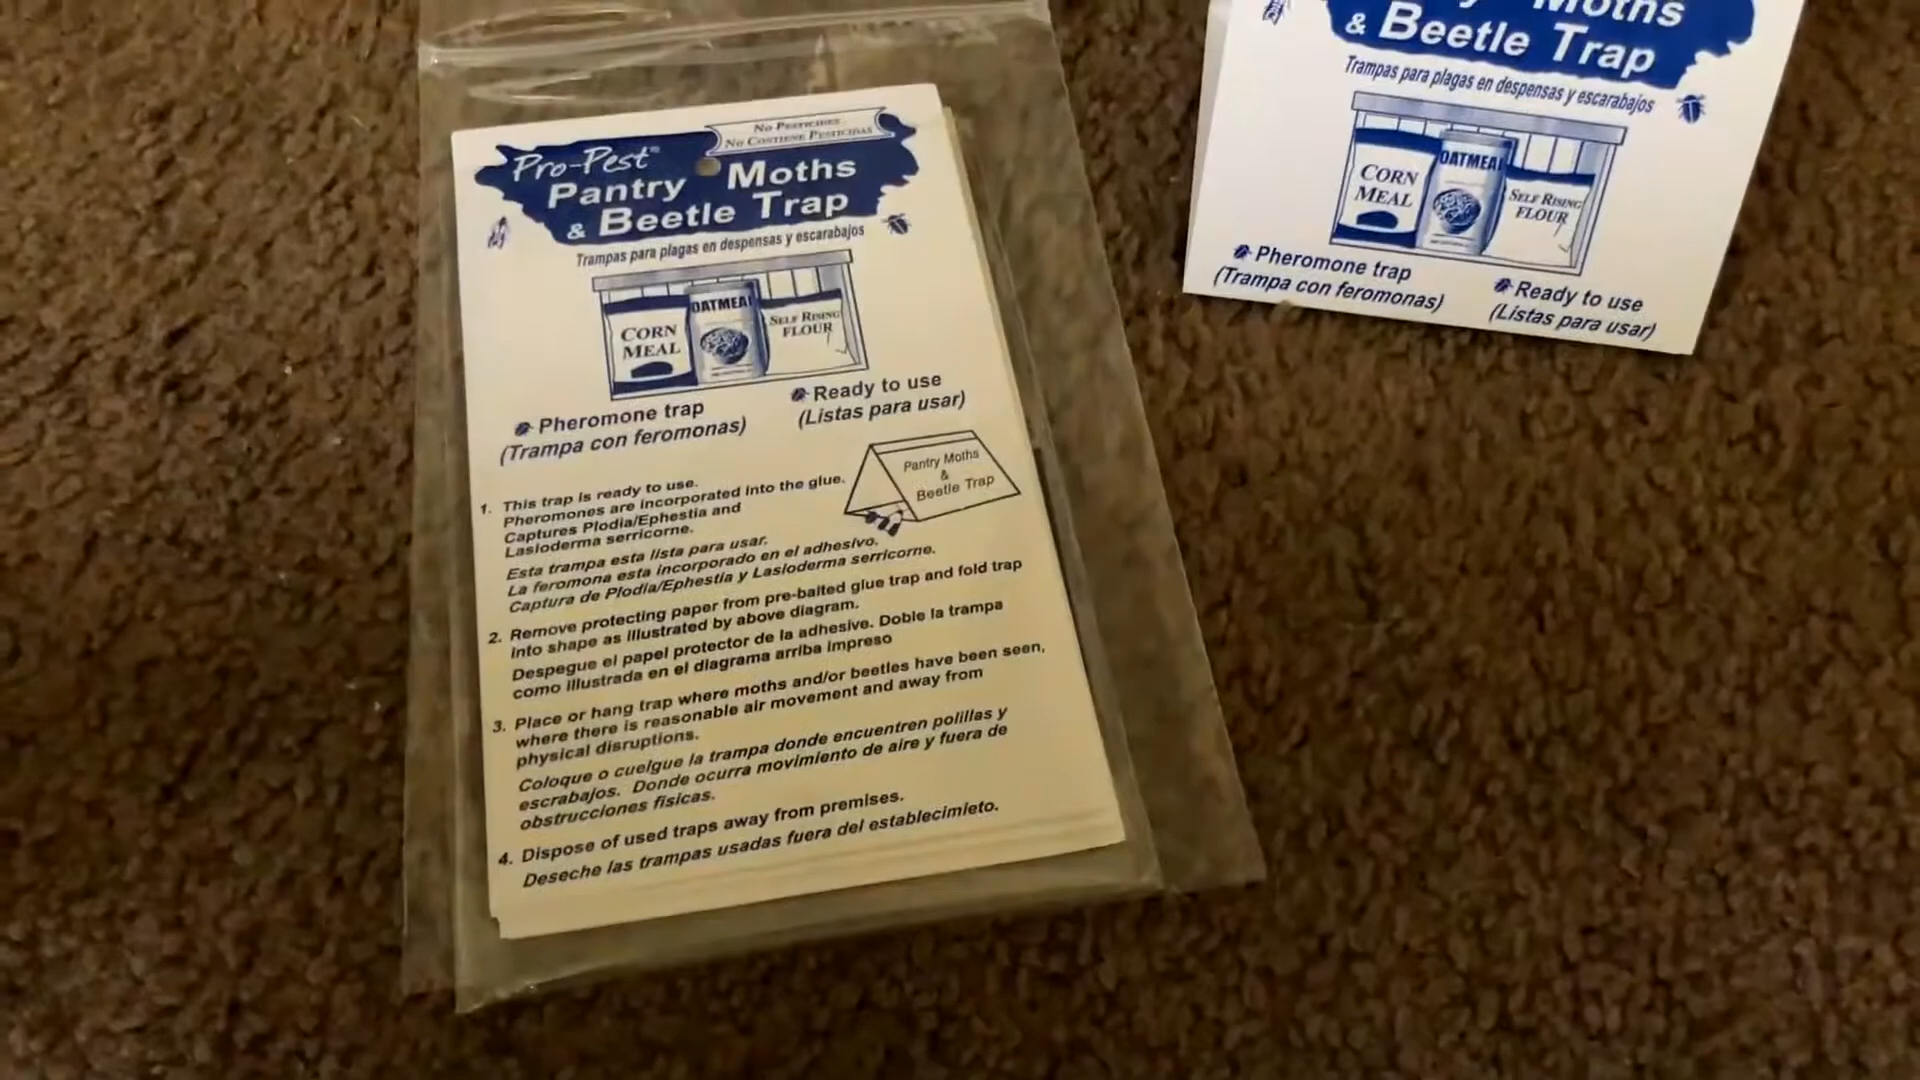 No Pesticides
No Contiene Pesticidas
Pro-Pest®
Pantry Moths
& Beetle Trap
Trampas para plagas en despensas y escarabajos
CORN
MEAL
OATMEAL
SELF RISING
FLOUR
Pheromone trap
(Trampa con feromonas)
Ready to use
(Listas para usar)
Pantry Moths
&
Beetle Trap
1. This trap is ready to use.
Pheromones are incorporated into the glue.
Captures Plodia/Ephestia and
Lasioderma serricorne.
Esta trampa esta lista para usar.
La feromona esta incorporado en el adhesivo.
Captura de Plodia/Ephestia y Lasioderma serricorne.
2. Remove protecting paper from pre-baited glue trap and fold trap
into shape as illustrated by above diagram.
Despegue el papel protector de la adhesive. Doble la trampa
como illustrada en el diagrama arriba impreso
3. Place or hang trap where moths and/or beetles have been seen,
where there is reasonable air movement and away from
physical disruptions.
Coloque o cuelgue la trampa donde encuentren polillas y
escrabajos. Donde ocurra movimiento de aire y fuera de
obstrucciones fisicas.
4. Dispose of used traps away from premises.
Deseche las trampas usadas fuera del establecimieto.
Moths
& Beetle Trap
Trampas para plagas en despensas y escarabajos
CORN
MEAL
OATMEAL
SELF RISING
FLOUR
Pheromone trap
(Trampa con feromonas)
Ready to use
(Listas para usar)